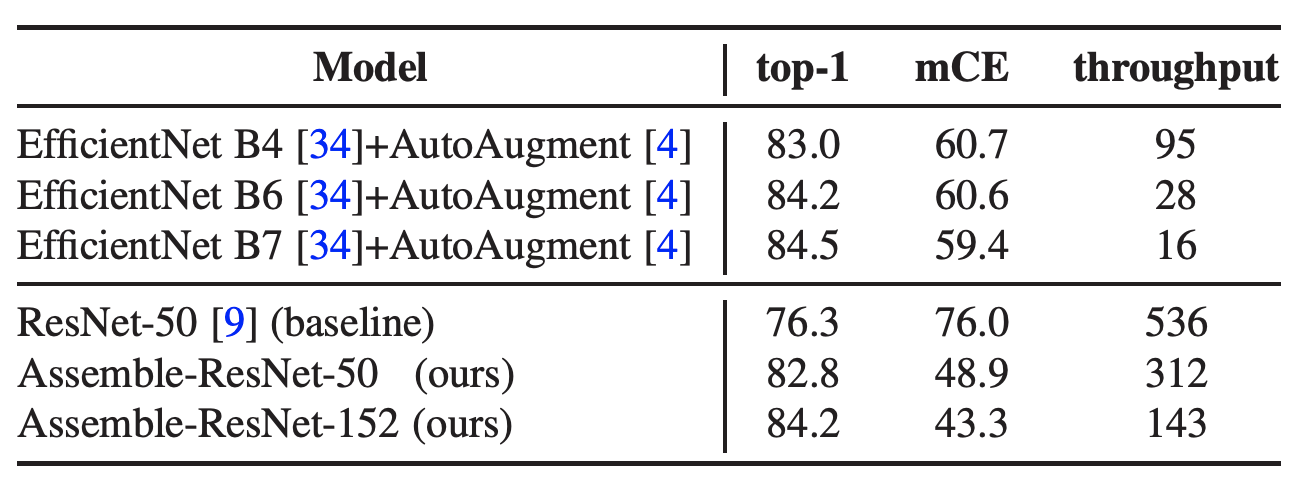 Model top-1 mCE throughput
EfficientNet B4 [34]+AutoAugment [4] 83.0 60.7 95
EfficientNet B6 [34]+AutoAugment [4] 84.2 60.6 28
EfficientNet B7 [34]+AutoAugment [4] 84.5 59.4 16
ResNet-50 [9] (baseline) 76.3 76.0 536
Assemble-ResNet-50 (ours) 82.8 48.9 312
Assemble-ResNet-152 (ours) 84.2 43.3 143